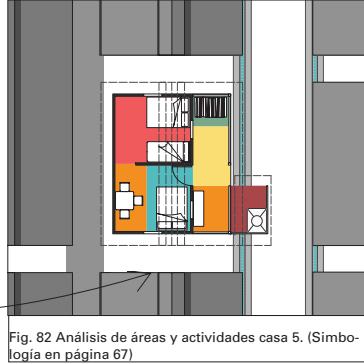 Fig. 82 Análisis de áreas y actividades casa 5. (Simbo-
logía en página 67)